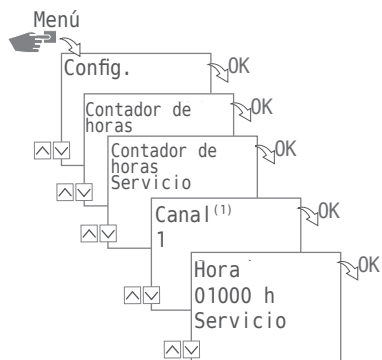 Menú
Config.
OK
Contador de
horas
OK
Contador de
horas
Servicio
OK
Canal(1)
1
OK
Hora
01000 h
Servicio
OK